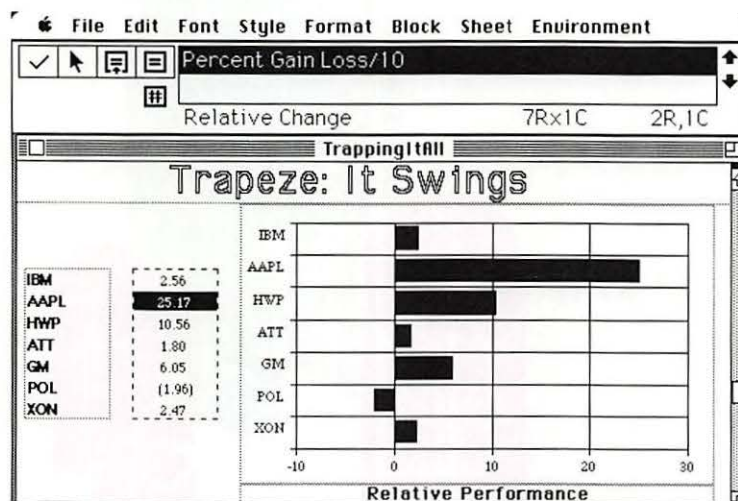 File Edit Font Style Format Block Sheet Environment
Percent Gain Loss/10
Relative Change 7Rx1C 2R,1C
TrappingItAll
Trapeze: It Swings
IBM 2.56
AAPL 25.17
HWP 10.56
ATT 1.80
GM 6.05
POL (1.96)
XON 2.47
IBM
AAPL
HWP
ATT
GM
POL
XON
-10 0 10 20 30
Relative Performance